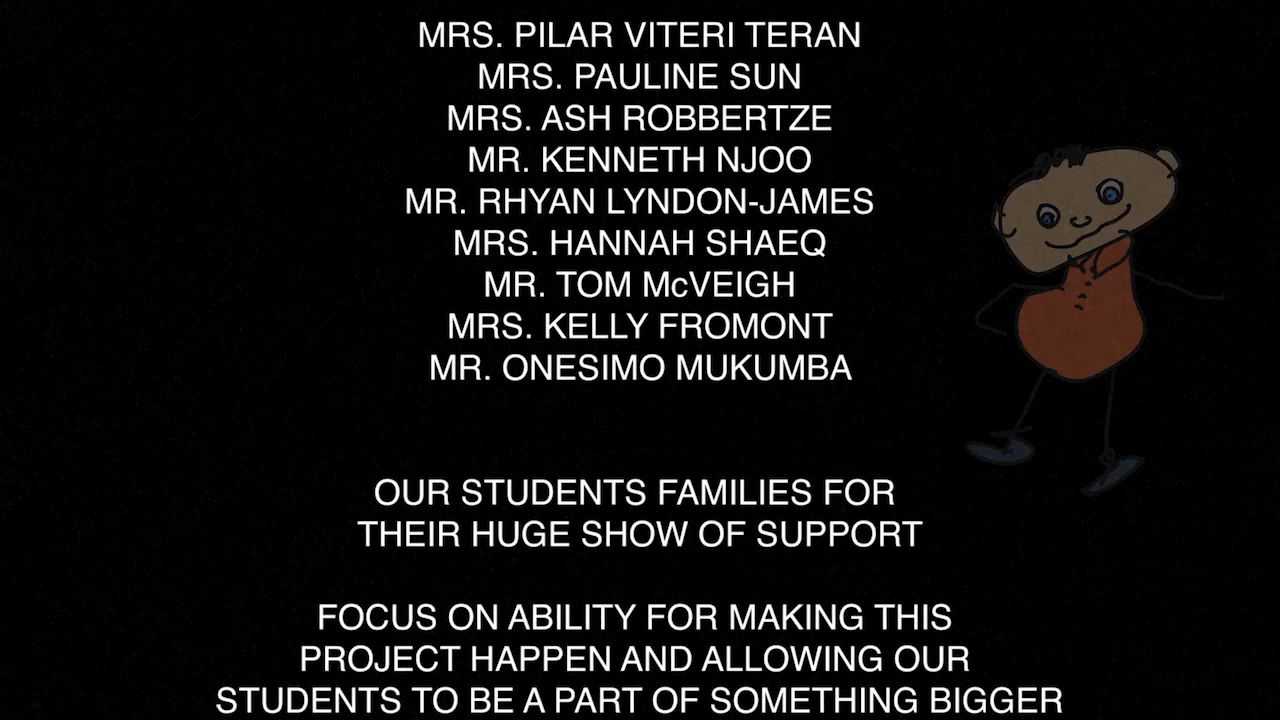 MRS. PILAR VITERI TERAN
MRS. PAULINE SUN
MRS. ASH ROBBERTZE
MR. KENNETH NJOO
MR. RHYAN LYNDON-JAMES
MRS. HANNAH SHAEQ
MR. TOM McVEIGH
MRS. KELLY FROMONT
MR. ONESIMO MUKUMBA
OUR STUDENTS FAMILIES FOR
THEIR HUGE SHOW OF SUPPORT
FOCUS ON ABILITY FOR MAKING THIS
PROJECT HAPPEN AND ALLOWING OUR
STUDENTS TO BE A PART OF SOMETHING BIGGER